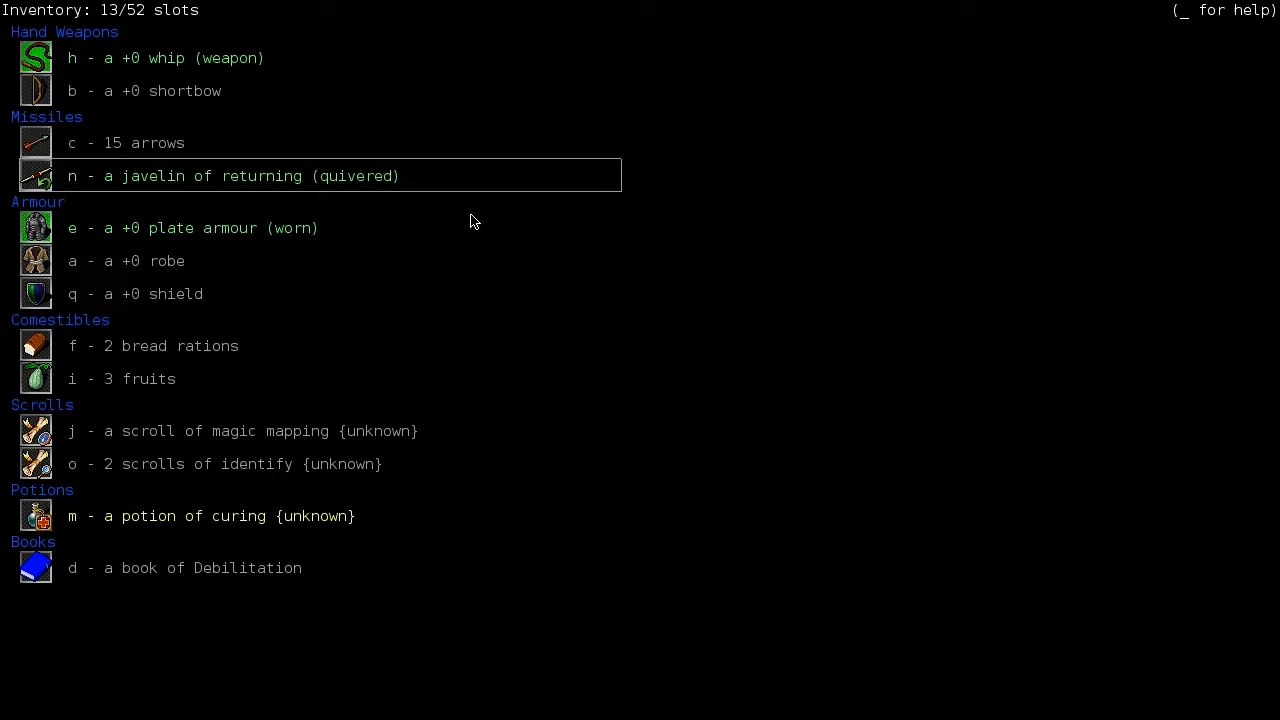 Inventory: 13/52 slots (_ for help)
Hand Weapons
h - a +0 whip (weapon)
b - a +0 shortbow
Missiles
c - 15 arrows
n - a javelin of returning (quivered)
Armour
e - a +0 plate armour (worn)
a - a +0 robe
q - a +0 shield
Comestibles
f - 2 bread rations
i - 3 fruits
Scrolls
j - a scroll of magic mapping {unknown}
o - 2 scrolls of identify {unknown}
Potions
m - a potion of curing {unknown}
Books
d - a book of Debilitation